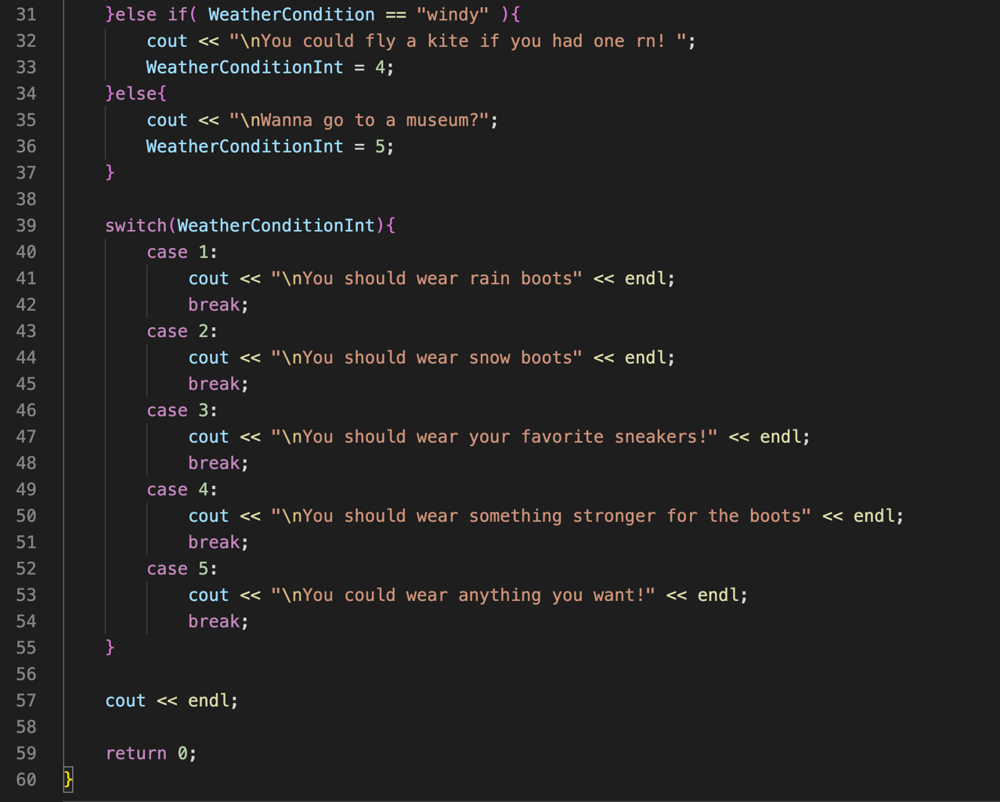 31 }else if( WeatherCondition == "windy" ){
32 cout << "\nYou could fly a kite if you had one rn! ";
33 WeatherConditionInt = 4;
34 }else{
35 cout << "\nWanna go to a museum?";
36 WeatherConditionInt = 5;
37 }
38
39 switch(WeatherConditionInt){
40 case 1:
41 cout << "\nYou should wear rain boots" << endl;
42 break;
43 case 2:
44 cout << "\nYou should wear snow boots" << endl;
45 break;
46 case 3:
47 cout << "\nYou should wear your favorite sneakers!" << endl;
48 break;
49 case 4:
50 cout << "\nYou should wear something stronger for the boots" << endl;
51 break;
52 case 5:
53 cout << "\nYou could wear anything you want!" << endl;
54 break;
55 }
56
57 cout << endl;
58
59 return 0;
60 }